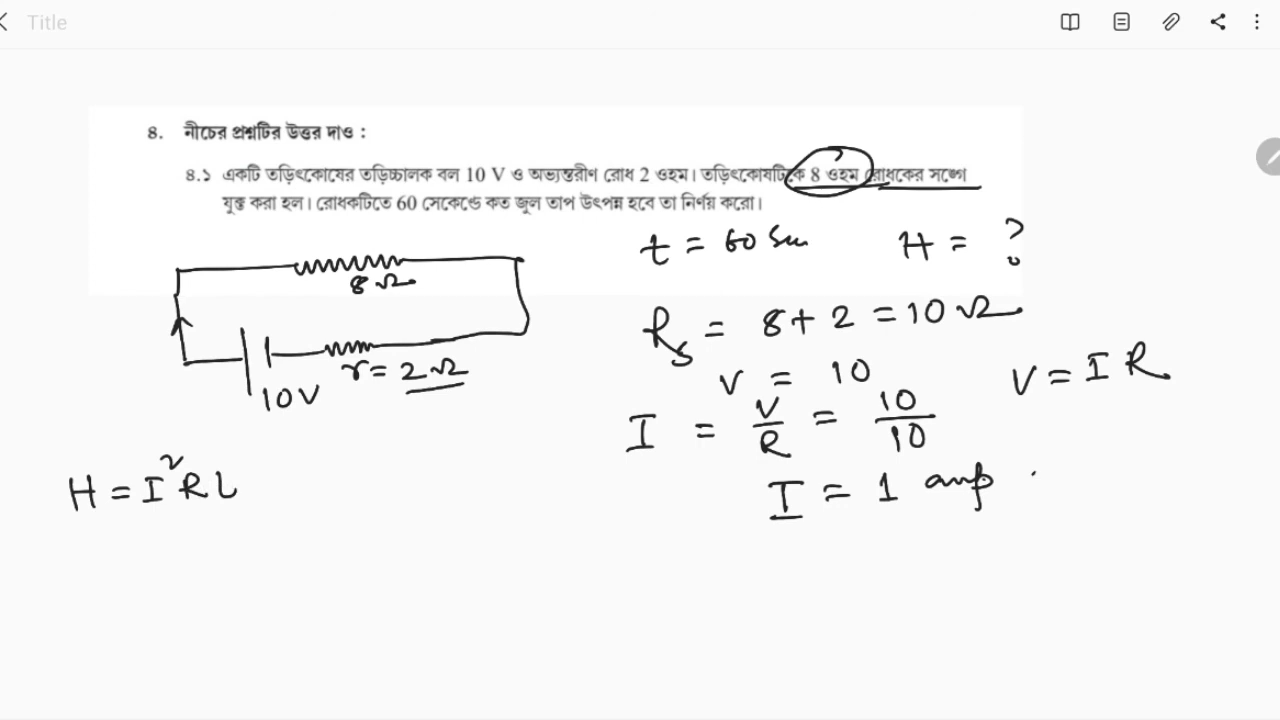 Title
৪. নীচের প্রশ্নটির উত্তর দাও :
৪.১ একটি তড়িৎকোষের তড়িচ্চালক বল 10 V ও অভ্যন্তরীণ রোধ 2 ওহম। তড়িৎকোষটিকে 8 ওহম রোধকের সঙ্গে
যুক্ত করা হল। রোধকটিতে 60 সেকেন্ডে কত জুল তাপ উৎপন্ন হবে তা নির্ণয় করো।
t = 60 Sec H = ?
8 Ω
R_s = 8 + 2 = 10 Ω
r = 2 Ω
10V
V = 10 V = I R
I = V/R = 10/10
H = I² R t
I = 1 amp